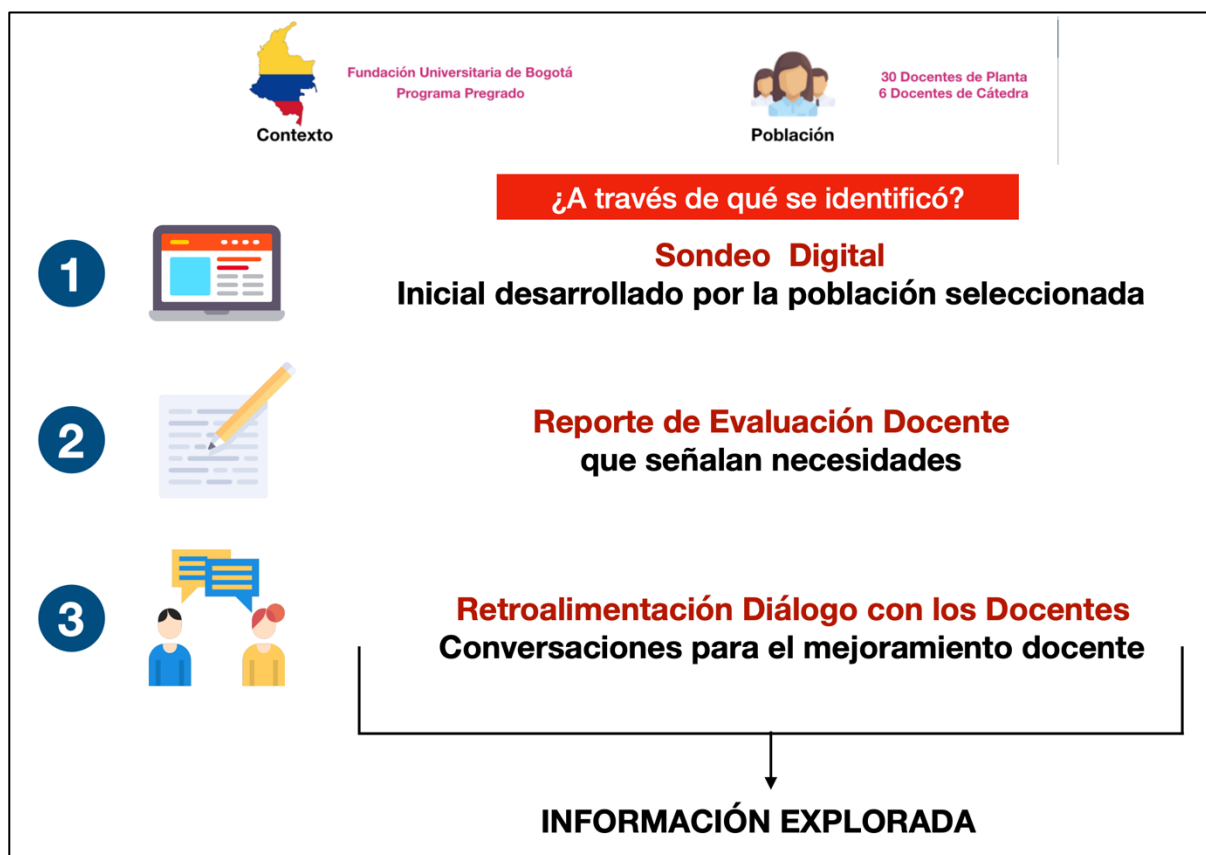 Fundación Universitaria de Bogotá
Programa Pregrado
Contexto
30 Docentes de Planta
6 Docentes de Cátedra
Población
¿A través de qué se identificó?
1
Sondeo Digital
Inicial desarrollado por la población seleccionada
2
Reporte de Evaluación Docente
que señalan necesidades
3
Retroalimentación Diálogo con los Docentes
Conversaciones para el mejoramiento docente
INFORMACIÓN EXPLORADA